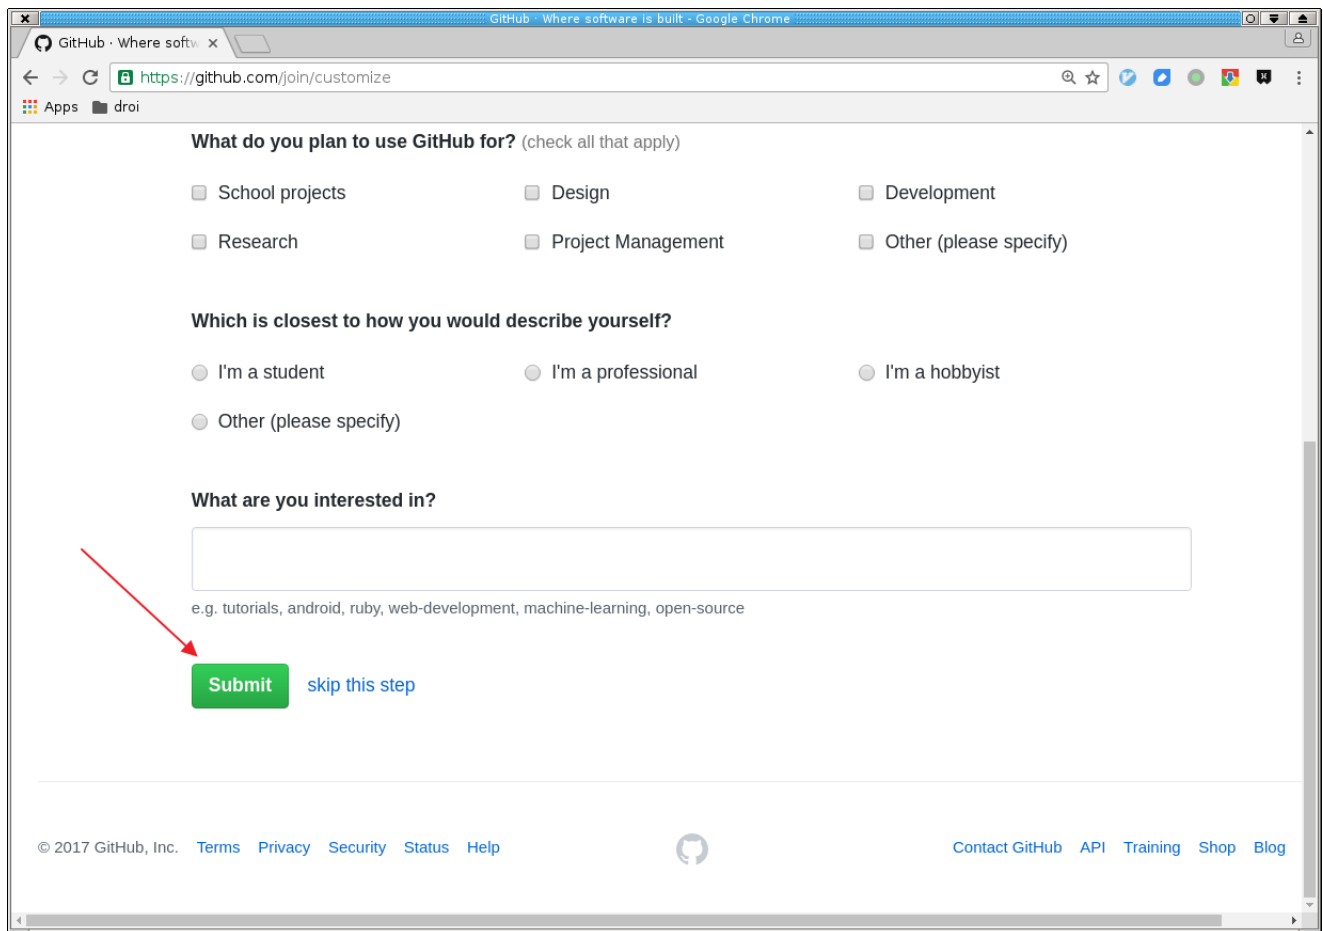 GitHub · Where software is built - Google Chrome
GitHub · Where softw
https://github.com/join/customize
Apps droi
What do you plan to use GitHub for? (check all that apply)
School projects Design Development
Research Project Management Other (please specify)
Which is closest to how you would describe yourself?
I'm a student I'm a professional I'm a hobbyist
Other (please specify)
What are you interested in?
e.g. tutorials, android, ruby, web-development, machine-learning, open-source
Submit skip this step
© 2017 GitHub, Inc. Terms Privacy Security Status Help Contact GitHub API Training Shop Blog